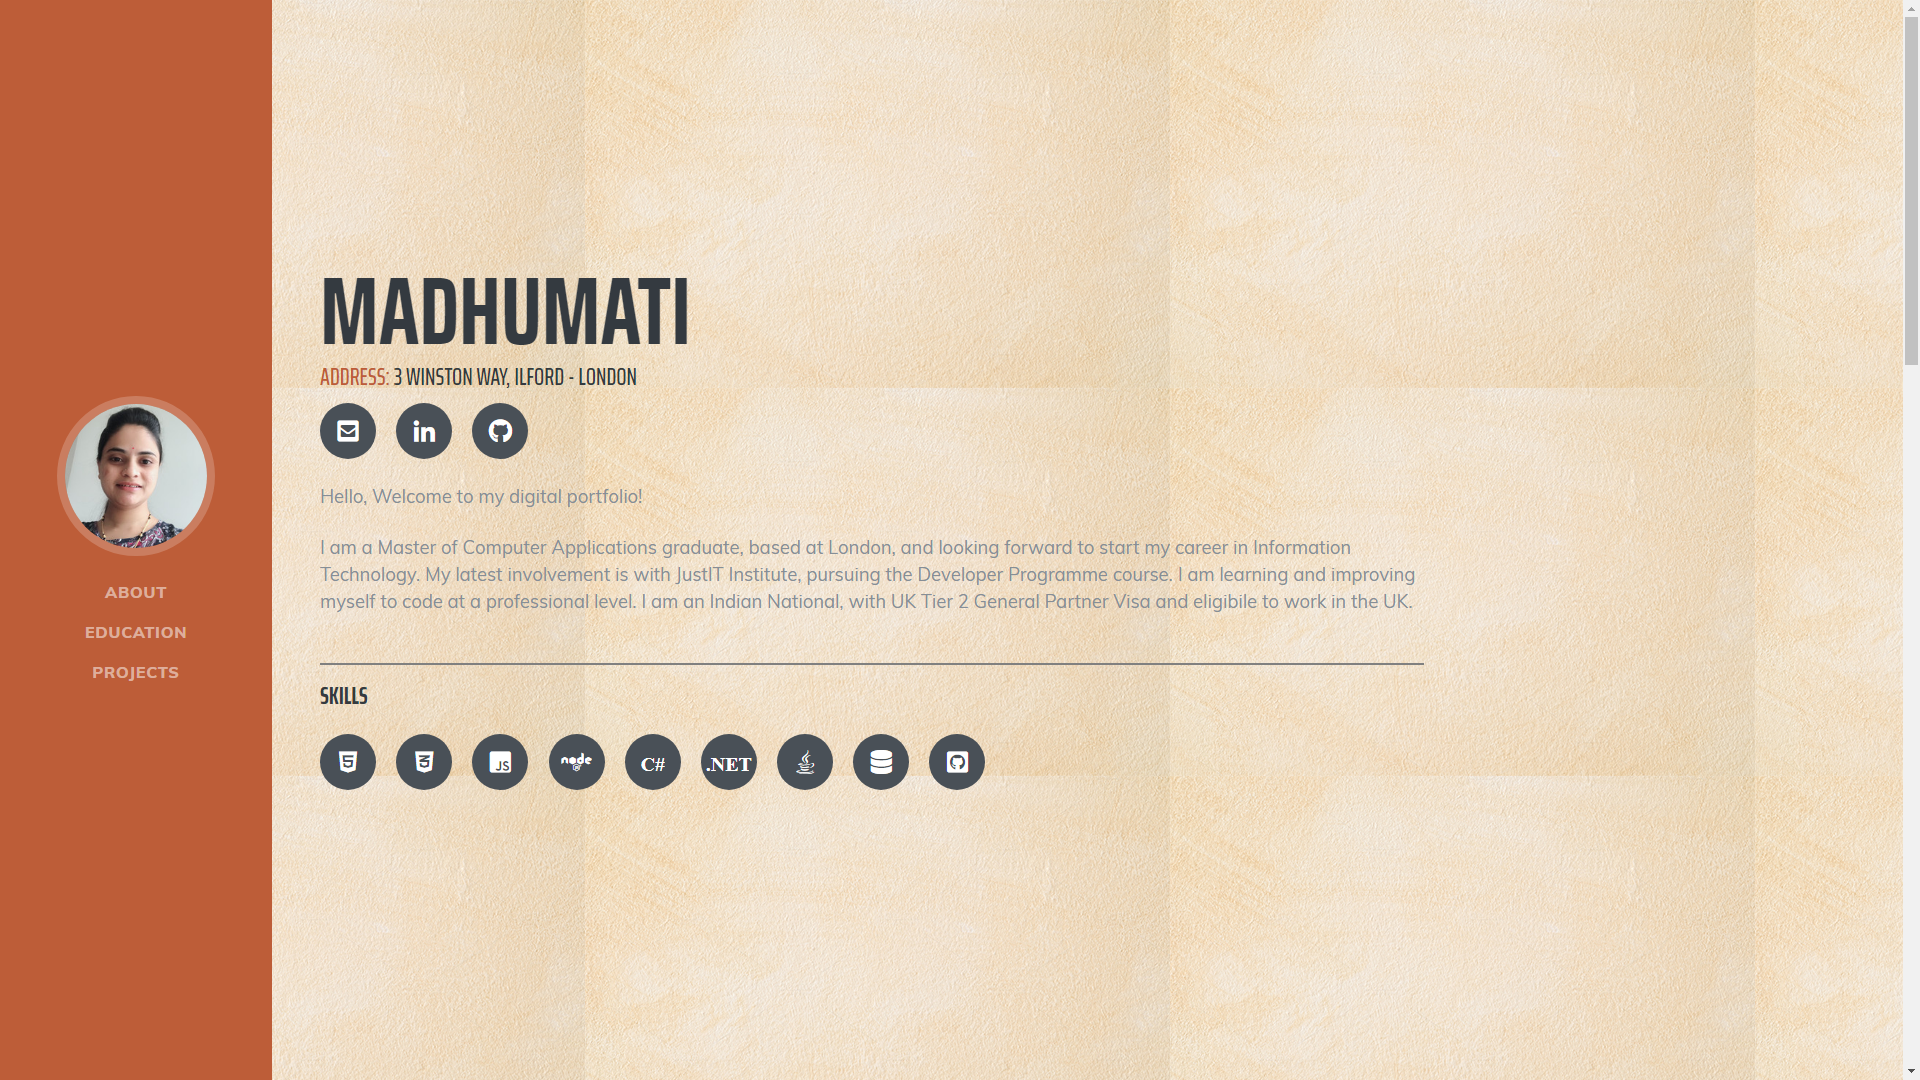 ABOUT
EDUCATION
PROJECTS
MADHUMATI
ADDRESS: 3 WINSTON WAY, ILFORD - LONDON
in
Hello, Welcome to my digital portfolio!
I am a Master of Computer Applications graduate, based at London, and looking forward to start my career in Information
Technology. My latest involvement is with JustIT Institute, pursuing the Developer Programme course. I am learning and improving
myself to code at a professional level. I am an Indian National, with UK Tier 2 General Partner Visa and eligibile to work in the UK.
SKILLS
5 3 JS node C# .NET